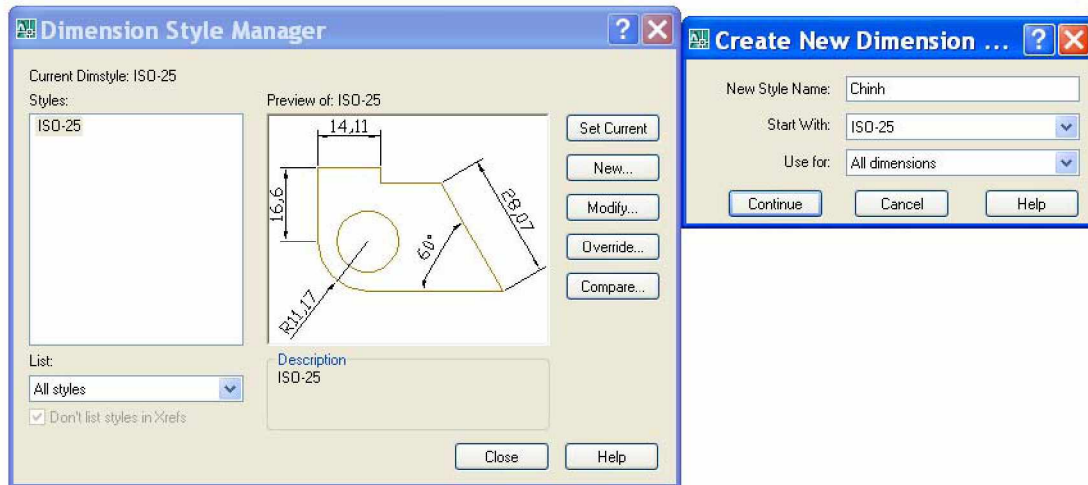 Dimension Style Manager
Current Dimstyle: ISO-25
Styles:
ISO-25
Preview of: ISO-25
14,11
16,6
28,07
60°
R11,17
Set Current
New...
Modify...
Override...
Compare...
List:
All styles
Don't list styles in Xrefs
Description
ISO-25
Close
Help
Create New Dimension ...
New Style Name:
Chinh
Start With:
ISO-25
Use for:
All dimensions
Continue
Cancel
Help